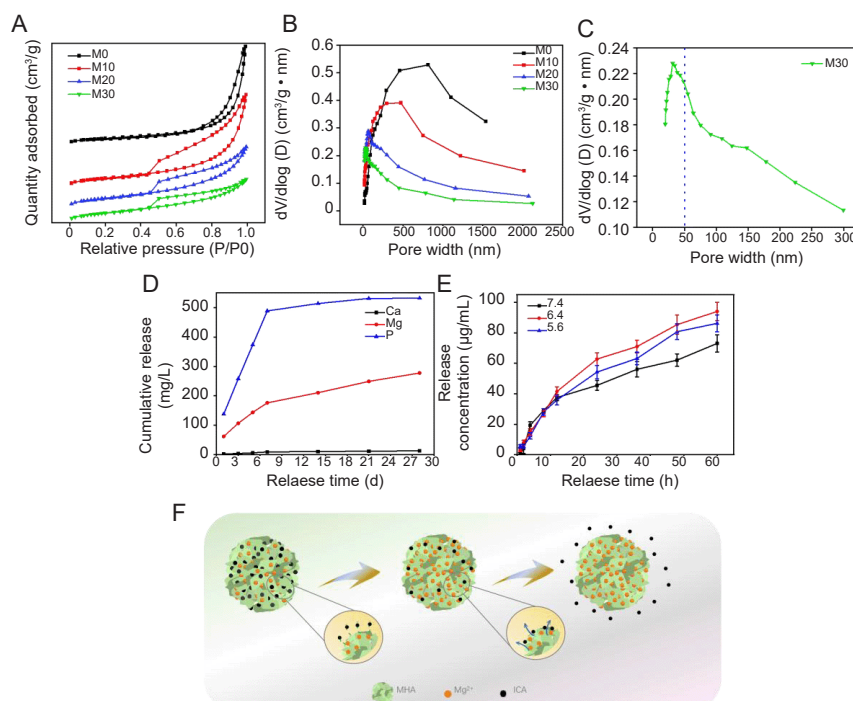 A
M0
M10
M20
M30
Quantity adsorbed (cm³/g)
0.0 0.2 0.4 0.6 0.8 1.0
Relative pressure (P/P0)
B
M0
M10
M20
M30
dV/dlog (D) (cm³/g • nm)
0.6
0.5
0.4
0.3
0.2
0.1
0
0 500 1000 1500 2000 2500
Pore width (nm)
C
M30
dV/dlog (D) (cm³/g • nm)
0.24
0.22
0.20
0.18
0.16
0.14
0.12
0.10
0 50 100 150 200 250 300
Pore width (nm)
D
Ca
Mg
P
Cumulative release
(mg/L)
500
400
300
200
100
0
0 3 6 9 12 15 18 21 24 27 30
Relaese time (d)
E
7.4
6.4
5.6
Release
concentration (µg/mL)
100
80
60
40
20
0
0 10 20 30 40 50 60
Relaese time (h)
F
MHA
Mg²⁺
ICA